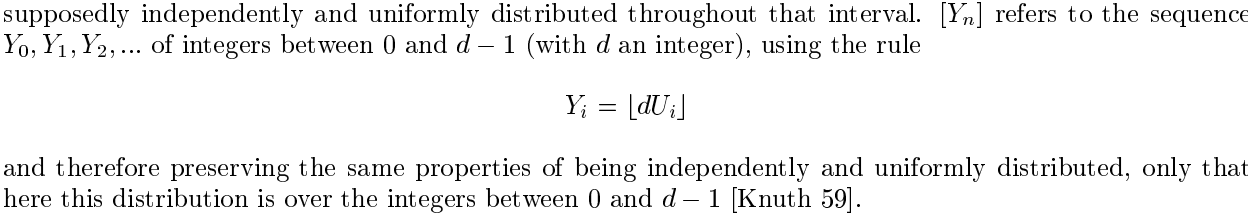 supposedly independently and uniformly distributed throughout that interval. [Yₙ] refers to the sequence
Y₀, Y₁, Y₂, ... of integers between 0 and d − 1 (with d an integer), using the rule
Yᵢ = ⌊dUᵢ⌋
and therefore preserving the same properties of being independently and uniformly distributed, only that
here this distribution is over the integers between 0 and d − 1 [Knuth 59].